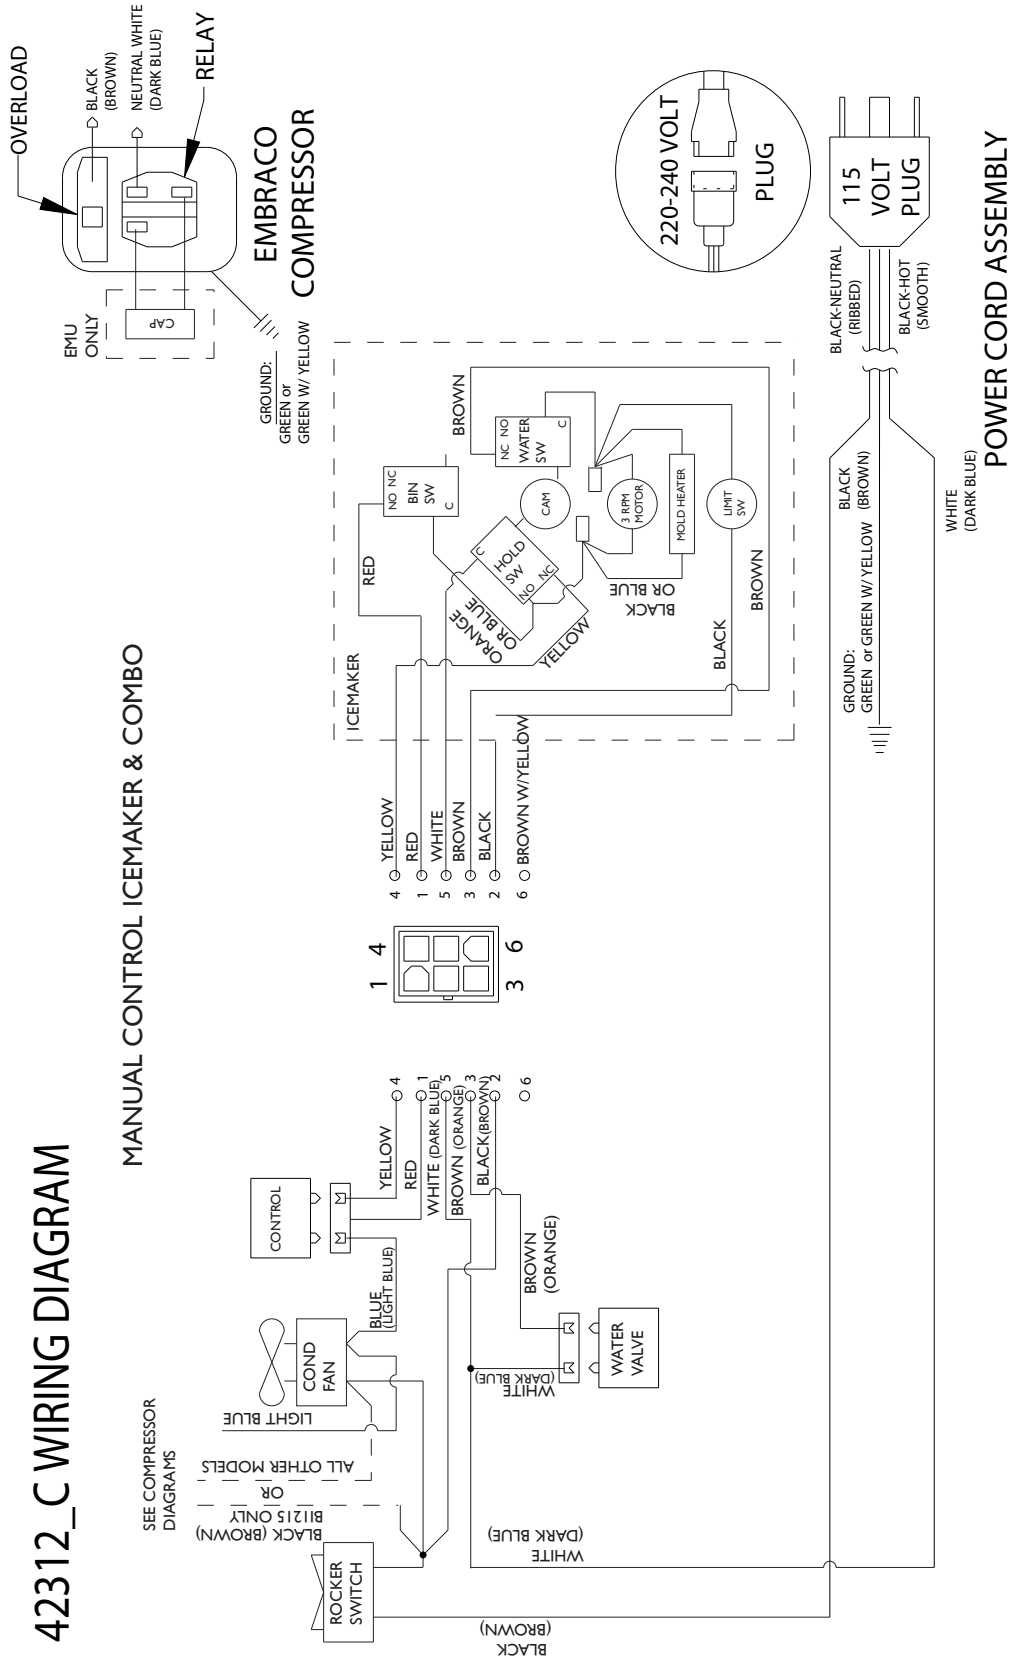 42312_C WIRING DIAGRAM
MANUAL CONTROL ICEMAKER & COMBO
SEE COMPRESSOR
DIAGRAMS
ROCKER
SWITCH
BLACK (BROWN)
BI1215 ONLY
OR
ALL OTHER MODELS
LIGHT BLUE
COND
FAN
CONTROL
BLUE
(LIGHT BLUE)
BLACK
(BROWN)
WHITE
(DARK BLUE)
WHITE
(DARK BLUE)
WATER
VALVE
BROWN
(ORANGE)
YELLOW
RED
WHITE (DARK BLUE)
BROWN (ORANGE)
BLACK(BROWN)
4
1
5
3
2
6
1
4
3
6
4
1
5
3
2
6
YELLOW
RED
WHITE
BROWN
BLACK
BROWN W/YELLOW
ICEMAKER
RED
NO NC
BIN
SW
C
ORANGE
OR BLUE
YELLOW
C
HOLD
SW
NO NC
CAM
BROWN
NC NO
WATER
SW
C
3 RPM
MOTOR
MOLD HEATER
LIMIT
SW
BLACK
OR BLUE
BLACK
BROWN
OVERLOAD
BLACK
(BROWN)
NEUTRAL WHITE
(DARK BLUE)
RELAY
EMU
ONLY
CAP
EMBRACO
COMPRESSOR
GROUND:
GREEN or
GREEN W/ YELLOW
220-240 VOLT
PLUG
115
VOLT
PLUG
BLACK-NEUTRAL
(RIBBED)
BLACK-HOT
(SMOOTH)
BLACK
(BROWN)
GROUND:
GREEN or GREEN W/ YELLOW
WHITE
(DARK BLUE)
POWER CORD ASSEMBLY